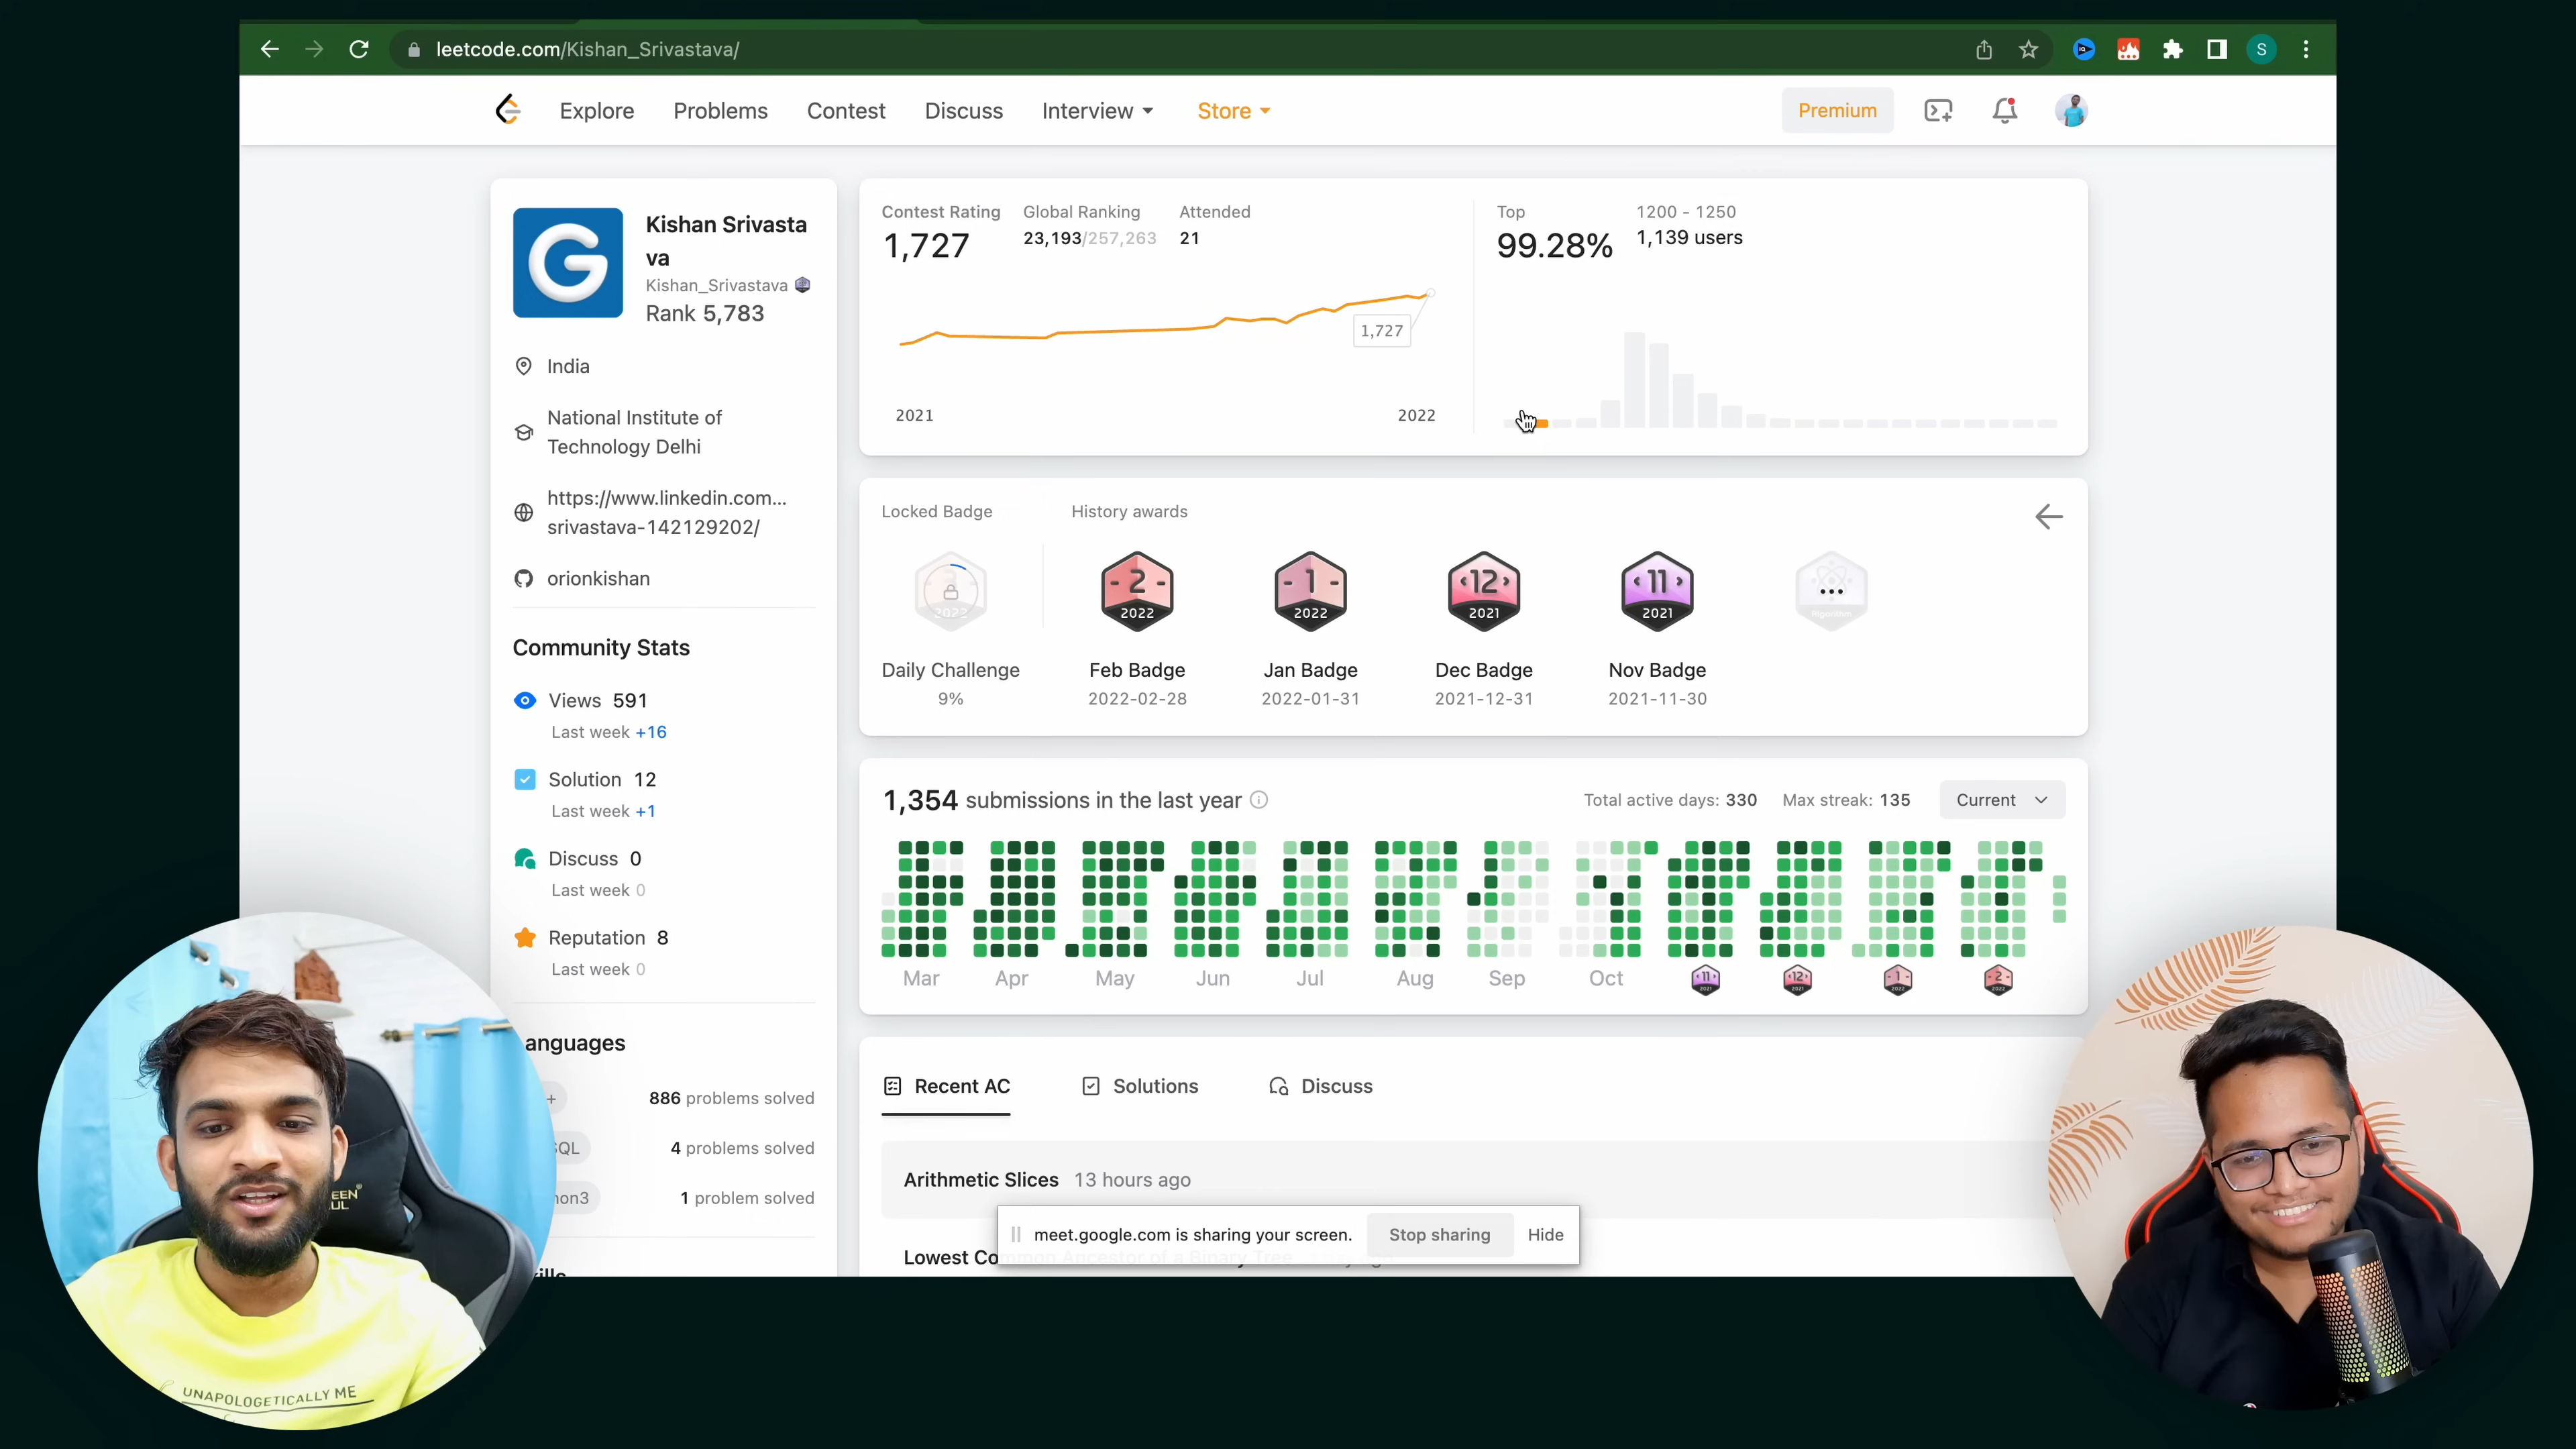 leetcode.com/Kishan_Srivastava/
S
Explore Problems Contest Discuss Interview Store Premium
G
Kishan Srivasta
va
Kishan_Srivastava
Rank 5,783
India
National Institute of
Technology Delhi
https://www.linkedin.com...
srivastava-142129202/
orionkishan
Community Stats
Views 591
Last week +16
Solution 12
Last week +1
Discuss 0
Last week 0
Reputation 8
Last week 0
anguages
+ 886 problems solved
SQL 4 problems solved
hon3 1 problem solved
Contest Rating Global Ranking Attended
1,727 23,193/257,263 21
1,727
2021 2022
Top 1200 - 1250
99.28% 1,139 users
Locked Badge History awards
2022 -2- 2022 -1- 2022 <12> 2021 <11> 2021 ...
Daily Challenge Feb Badge Jan Badge Dec Badge Nov Badge
9% 2022-02-28 2022-01-31 2021-12-31 2021-11-30
1,354 submissions in the last year Total active days: 330 Max streak: 135 Current
Mar Apr May Jun Jul Aug Sep Oct
Recent AC Solutions Discuss
Arithmetic Slices 13 hours ago
meet.google.com is sharing your screen. Stop sharing Hide
Lowest Common Ancestor of a Binary Tree
UNAPOLOGETICALLY ME